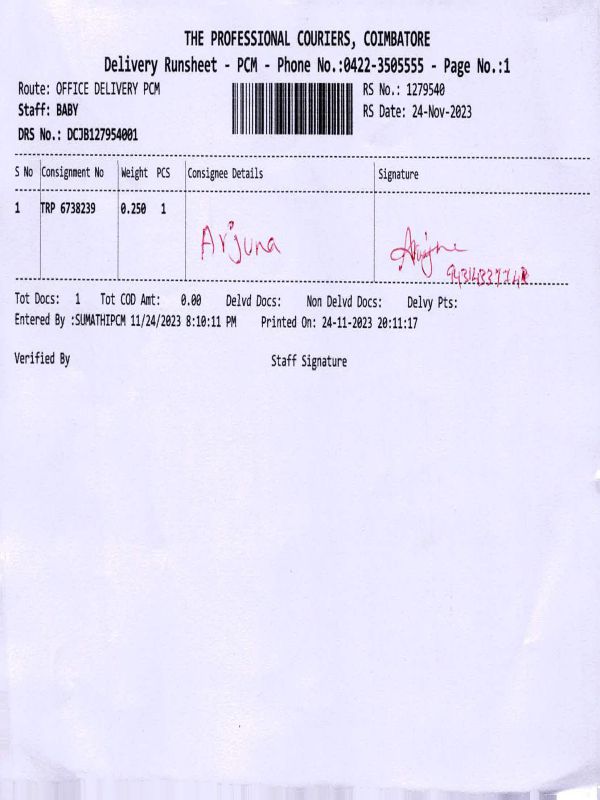 THE PROFESSIONAL COURIERS, COIMBATORE
Delivery Runsheet - PCM - Phone No.:0422-3505555 - Page No.:1
Route: OFFICE DELIVERY PCM RS No.: 1279540
Staff: BABY RS Date: 24-Nov-2023
DRS No.: DCJB127954001
S No Consignment No Weight PCS Consignee Details Signature
1 TRP 6738239 0.250 1
Arjuna
Tot Docs: 1 Tot COD Amt: 0.00 Delvd Docs: Non Delvd Docs: Delvy Pts:
Entered By :SUMATHIPCM 11/24/2023 8:10:11 PM Printed On: 24-11-2023 20:11:17
Verified By Staff Signature